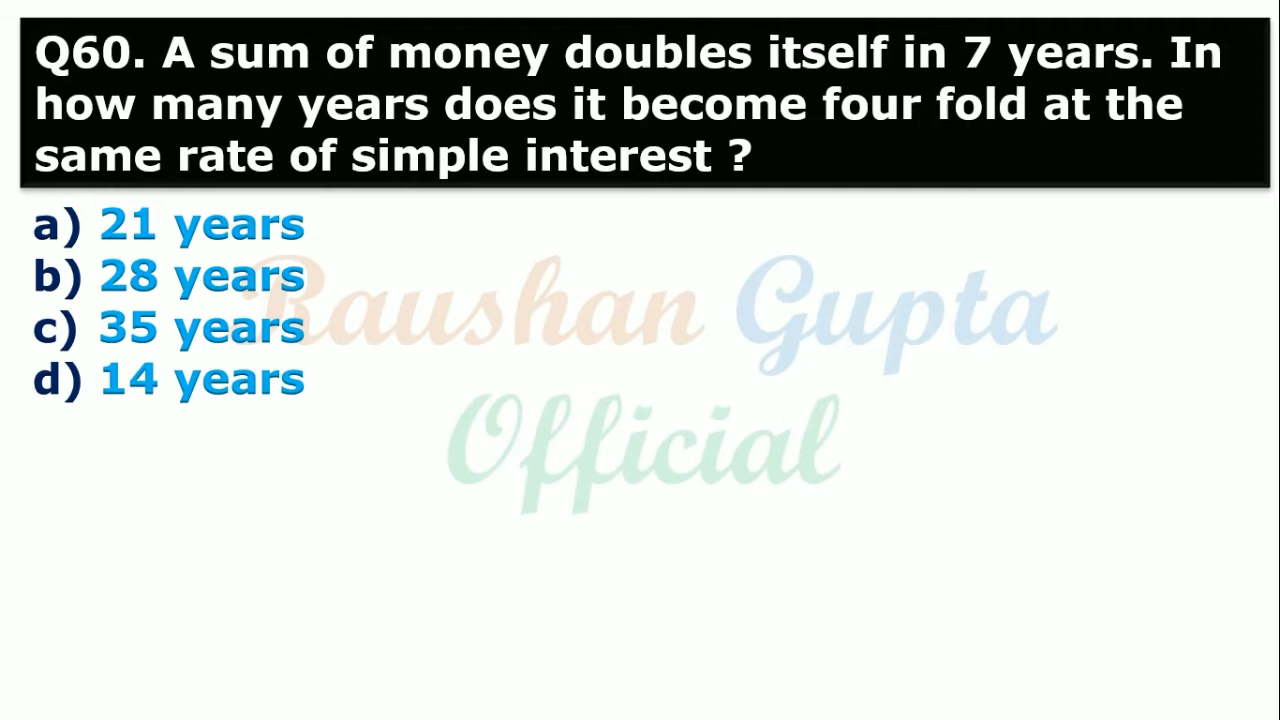 Q60. A sum of money doubles itself in 7 years. In
how many years does it become four fold at the
same rate of simple interest ?
a) 21 years
b) 28 years
c) 35 years
d) 14 years
Raushan Gupta
Official